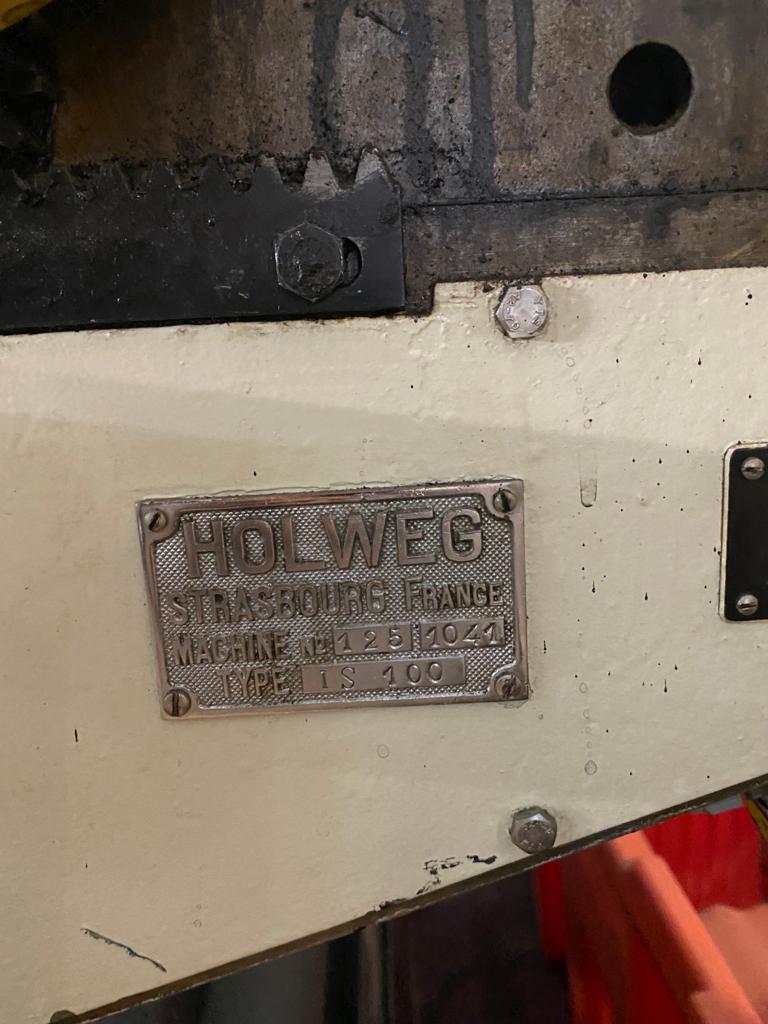 HOLWEG
STRASBOURG FRANCE
MACHINE Nº 125 1041
TYPE IS 100